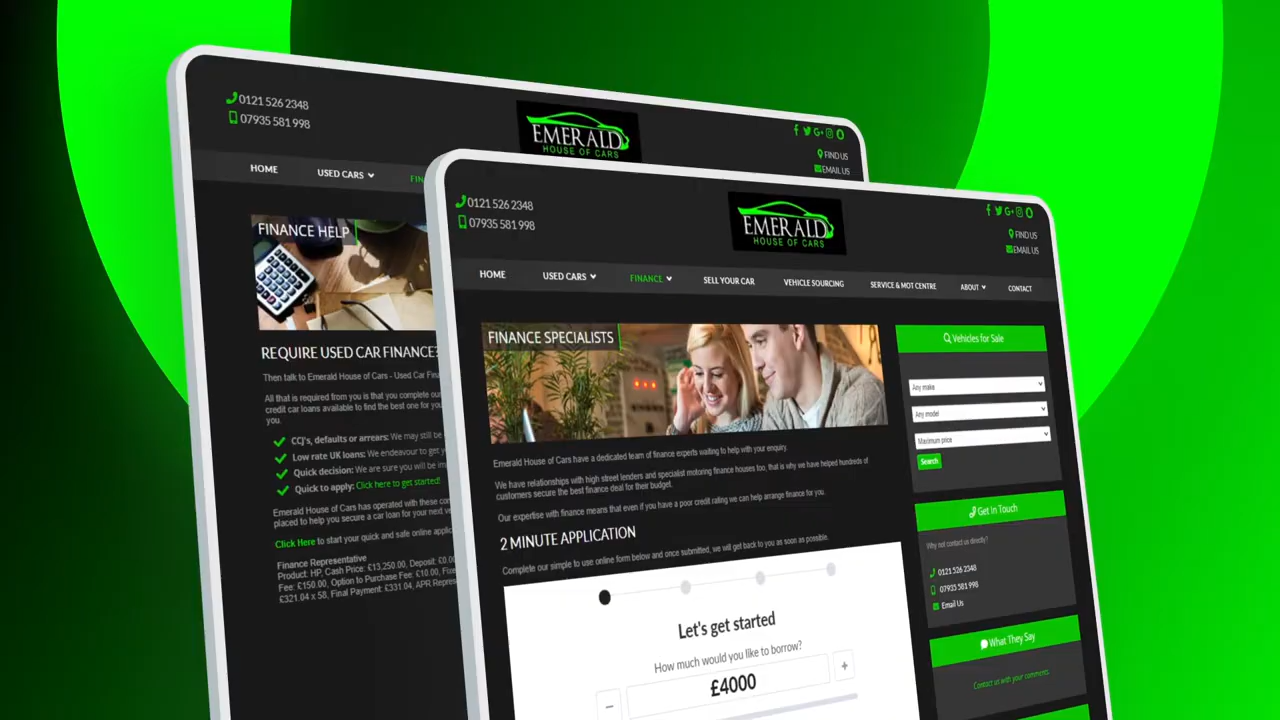 0121 526 2348
07935 581 998
EMERALD
HOUSE OF CARS
FIND US
EMAIL US
HOME
USED CARS
FIN
FINANCE HELP
REQUIRE USED CAR FINANCE?
Then talk to Emerald House of Cars - Used Car
All that is required from you is that you complete
credit car loans available to find the best one for
you.
CCJ's, defaults or arrears: We may still be
Low rate UK loans: We endeavour to get
Quick decision: We are sure you will be
Quick to apply: Click here to get started!
Emerald House of Cars has operated with these
placed to help you secure a car loan for your next
Click Here to start your quick and safe online
Finance Representative
Product: HP, Cash Price: £13,250.00, Deposit:
Fee: £150.00, Option to Purchase Fee: £10.00,
£321.04 x 58, Final Payment: £331.04, APR
0121 526 2348
07935 581 998
EMERALD
HOUSE OF CARS
FIND US
EMAIL US
HOME
USED CARS
FINANCE
SELL YOUR CAR
VEHICLE SOURCING
SERVICE & MOT CENTRE
ABOUT
CONTACT
FINANCE SPECIALISTS
Emerald House of Cars have a dedicated team of finance experts waiting to help with your enquiry.
We have relationships with high street lenders and specialist motoring finance houses too, that is why we have helped hundreds of
customers secure the best finance deal for their budget.
Our expertise with finance means that even if you have a poor credit rating we can help arrange finance for you.
2 MINUTE APPLICATION
Complete our simple to use online form below and once submitted, we will get back to you as soon as possible.
Let's get started
How much would you like to borrow?
−
£4000
+
Vehicles for Sale
Any make
Any model
Maximum price
Search
Get In Touch
Why not contact us directly?
0121 526 2348
07935 581 998
Email Us
What They Say
Contact us with your comments